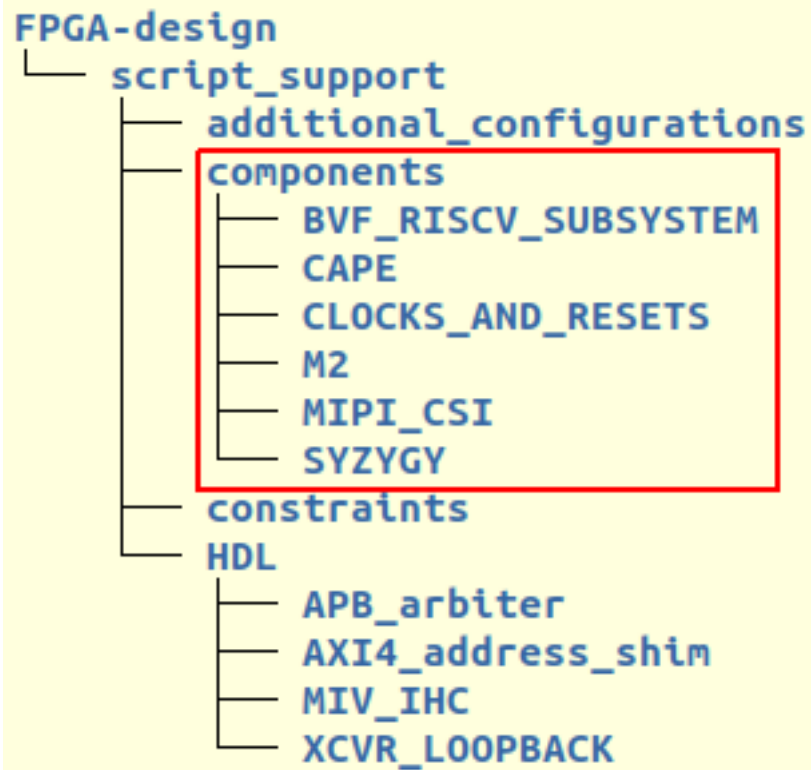 FPGA-design
script_support
additional_configurations
components
BVF_RISCV_SUBSYSTEM
CAPE
CLOCKS_AND_RESETS
M2
MIPI_CSI
SYZYGY
constraints
HDL
APB_arbiter
AXI4_address_shim
MIV_IHC
XCVR_LOOPBACK